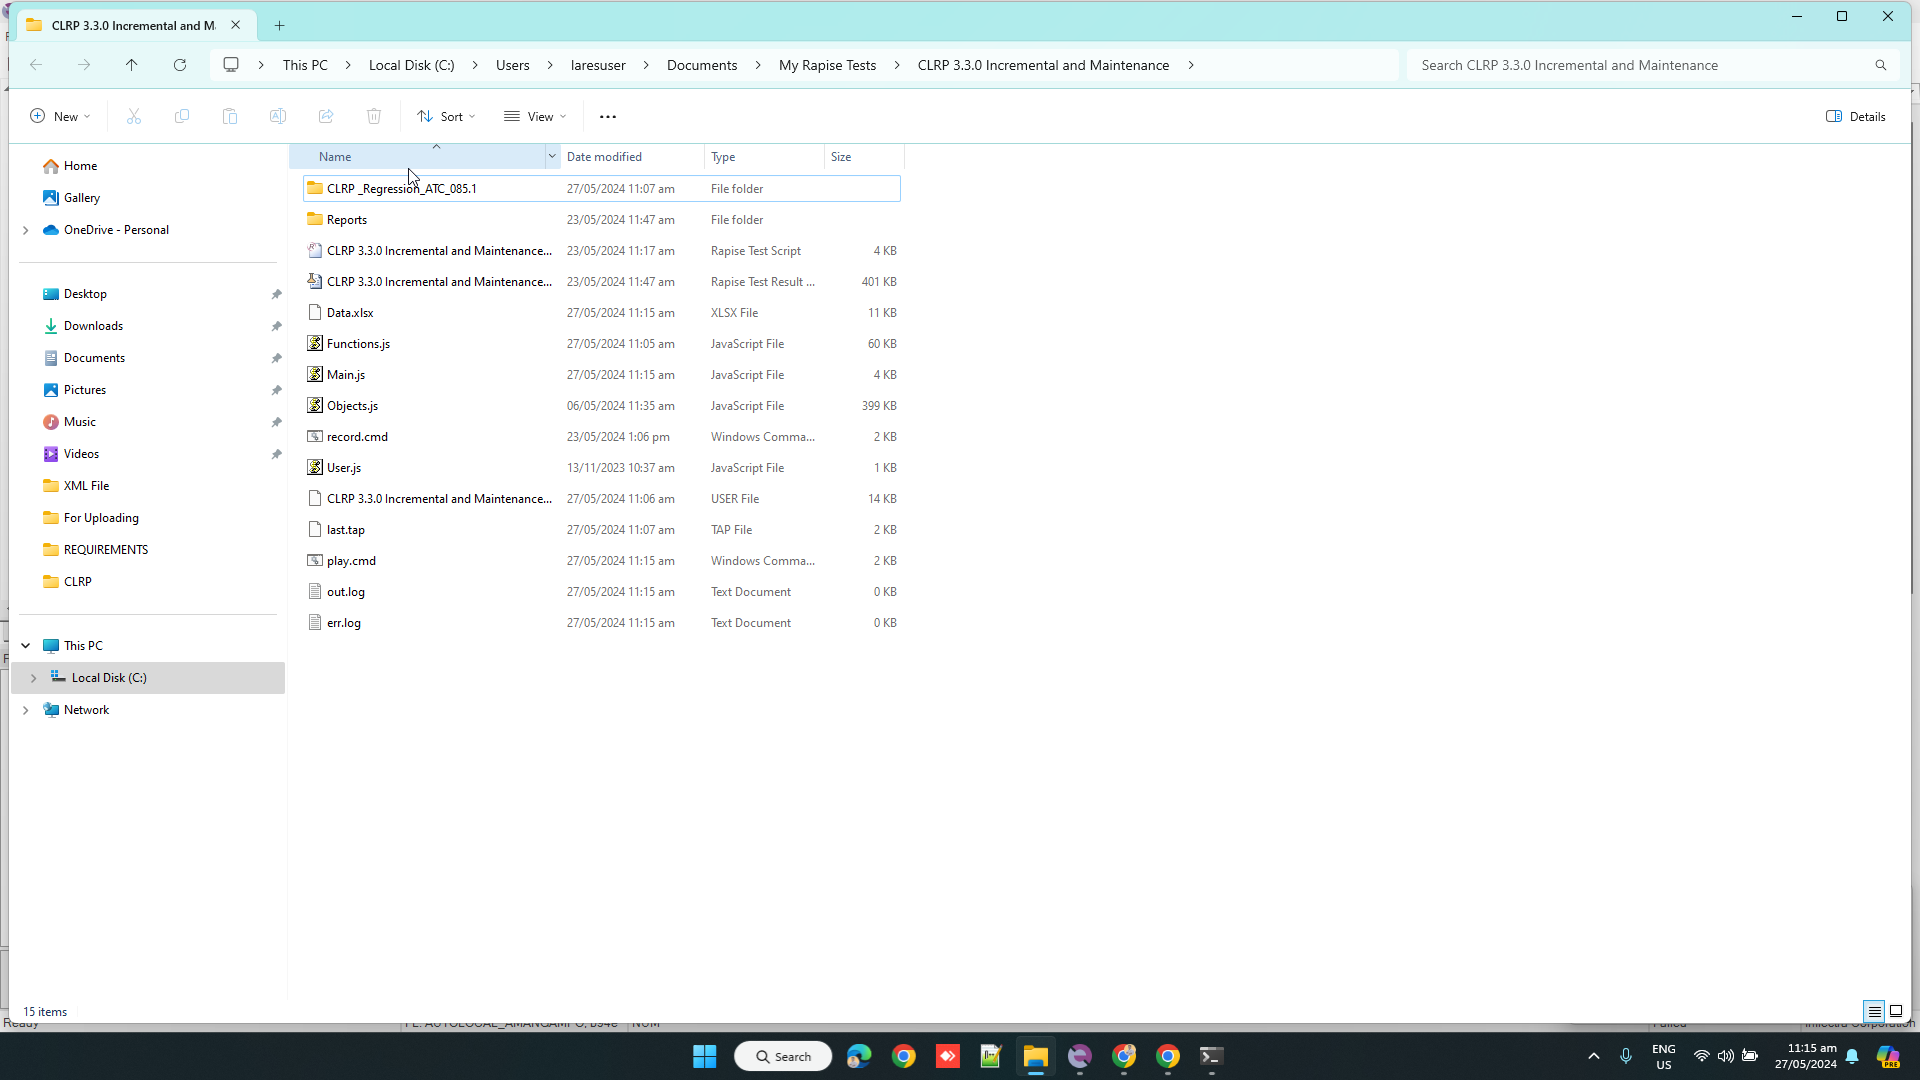 CLRP 3.3.0 Incremental and M
This PC
Local Disk (C:)
Users
laresuser
Documents
My Rapise Tests
CLRP 3.3.0 Incremental and Maintenance
Search CLRP 3.3.0 Incremental and Maintenance
New
Sort
View
Details
Home
Gallery
OneDrive - Personal
Desktop
Downloads
Documents
Pictures
Music
Videos
XML File
For Uploading
REQUIREMENTS
CLRP
This PC
Local Disk (C:)
Network
Name Date modified Type Size
CLRP _Regression_ATC_085.1 27/05/2024 11:07 am File folder
Reports 23/05/2024 11:47 am File folder
CLRP 3.3.0 Incremental and Maintenance... 23/05/2024 11:17 am Rapise Test Script 4 KB
CLRP 3.3.0 Incremental and Maintenance... 23/05/2024 11:47 am Rapise Test Result ... 401 KB
Data.xlsx 27/05/2024 11:15 am XLSX File 11 KB
Functions.js 27/05/2024 11:05 am JavaScript File 60 KB
Main.js 27/05/2024 11:15 am JavaScript File 4 KB
Objects.js 06/05/2024 11:35 am JavaScript File 399 KB
record.cmd 23/05/2024 1:06 pm Windows Comma... 2 KB
User.js 13/11/2023 10:37 am JavaScript File 1 KB
CLRP 3.3.0 Incremental and Maintenance... 27/05/2024 11:06 am USER File 14 KB
last.tap 27/05/2024 11:07 am TAP File 2 KB
play.cmd 27/05/2024 11:15 am Windows Comma... 2 KB
out.log 27/05/2024 11:15 am Text Document 0 KB
err.log 27/05/2024 11:15 am Text Document 0 KB
15 items
Search
ENG
US
11:15 am
27/05/2024
PRE